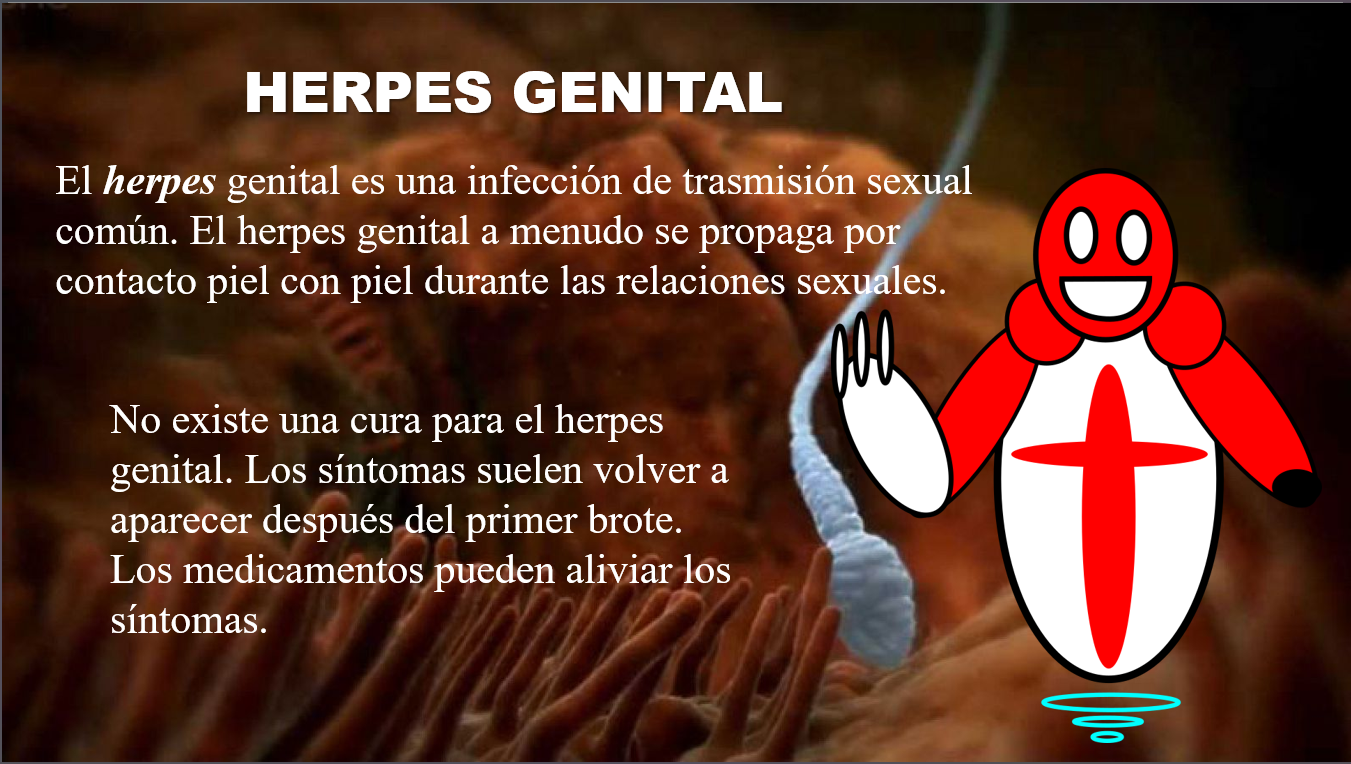 HERPES GENITAL
El herpes genital es una infección de trasmisión sexual
común. El herpes genital a menudo se propaga por
contacto piel con piel durante las relaciones sexuales.
No existe una cura para el herpes
genital. Los síntomas suelen volver a
aparecer después del primer brote.
Los medicamentos pueden aliviar los
síntomas.